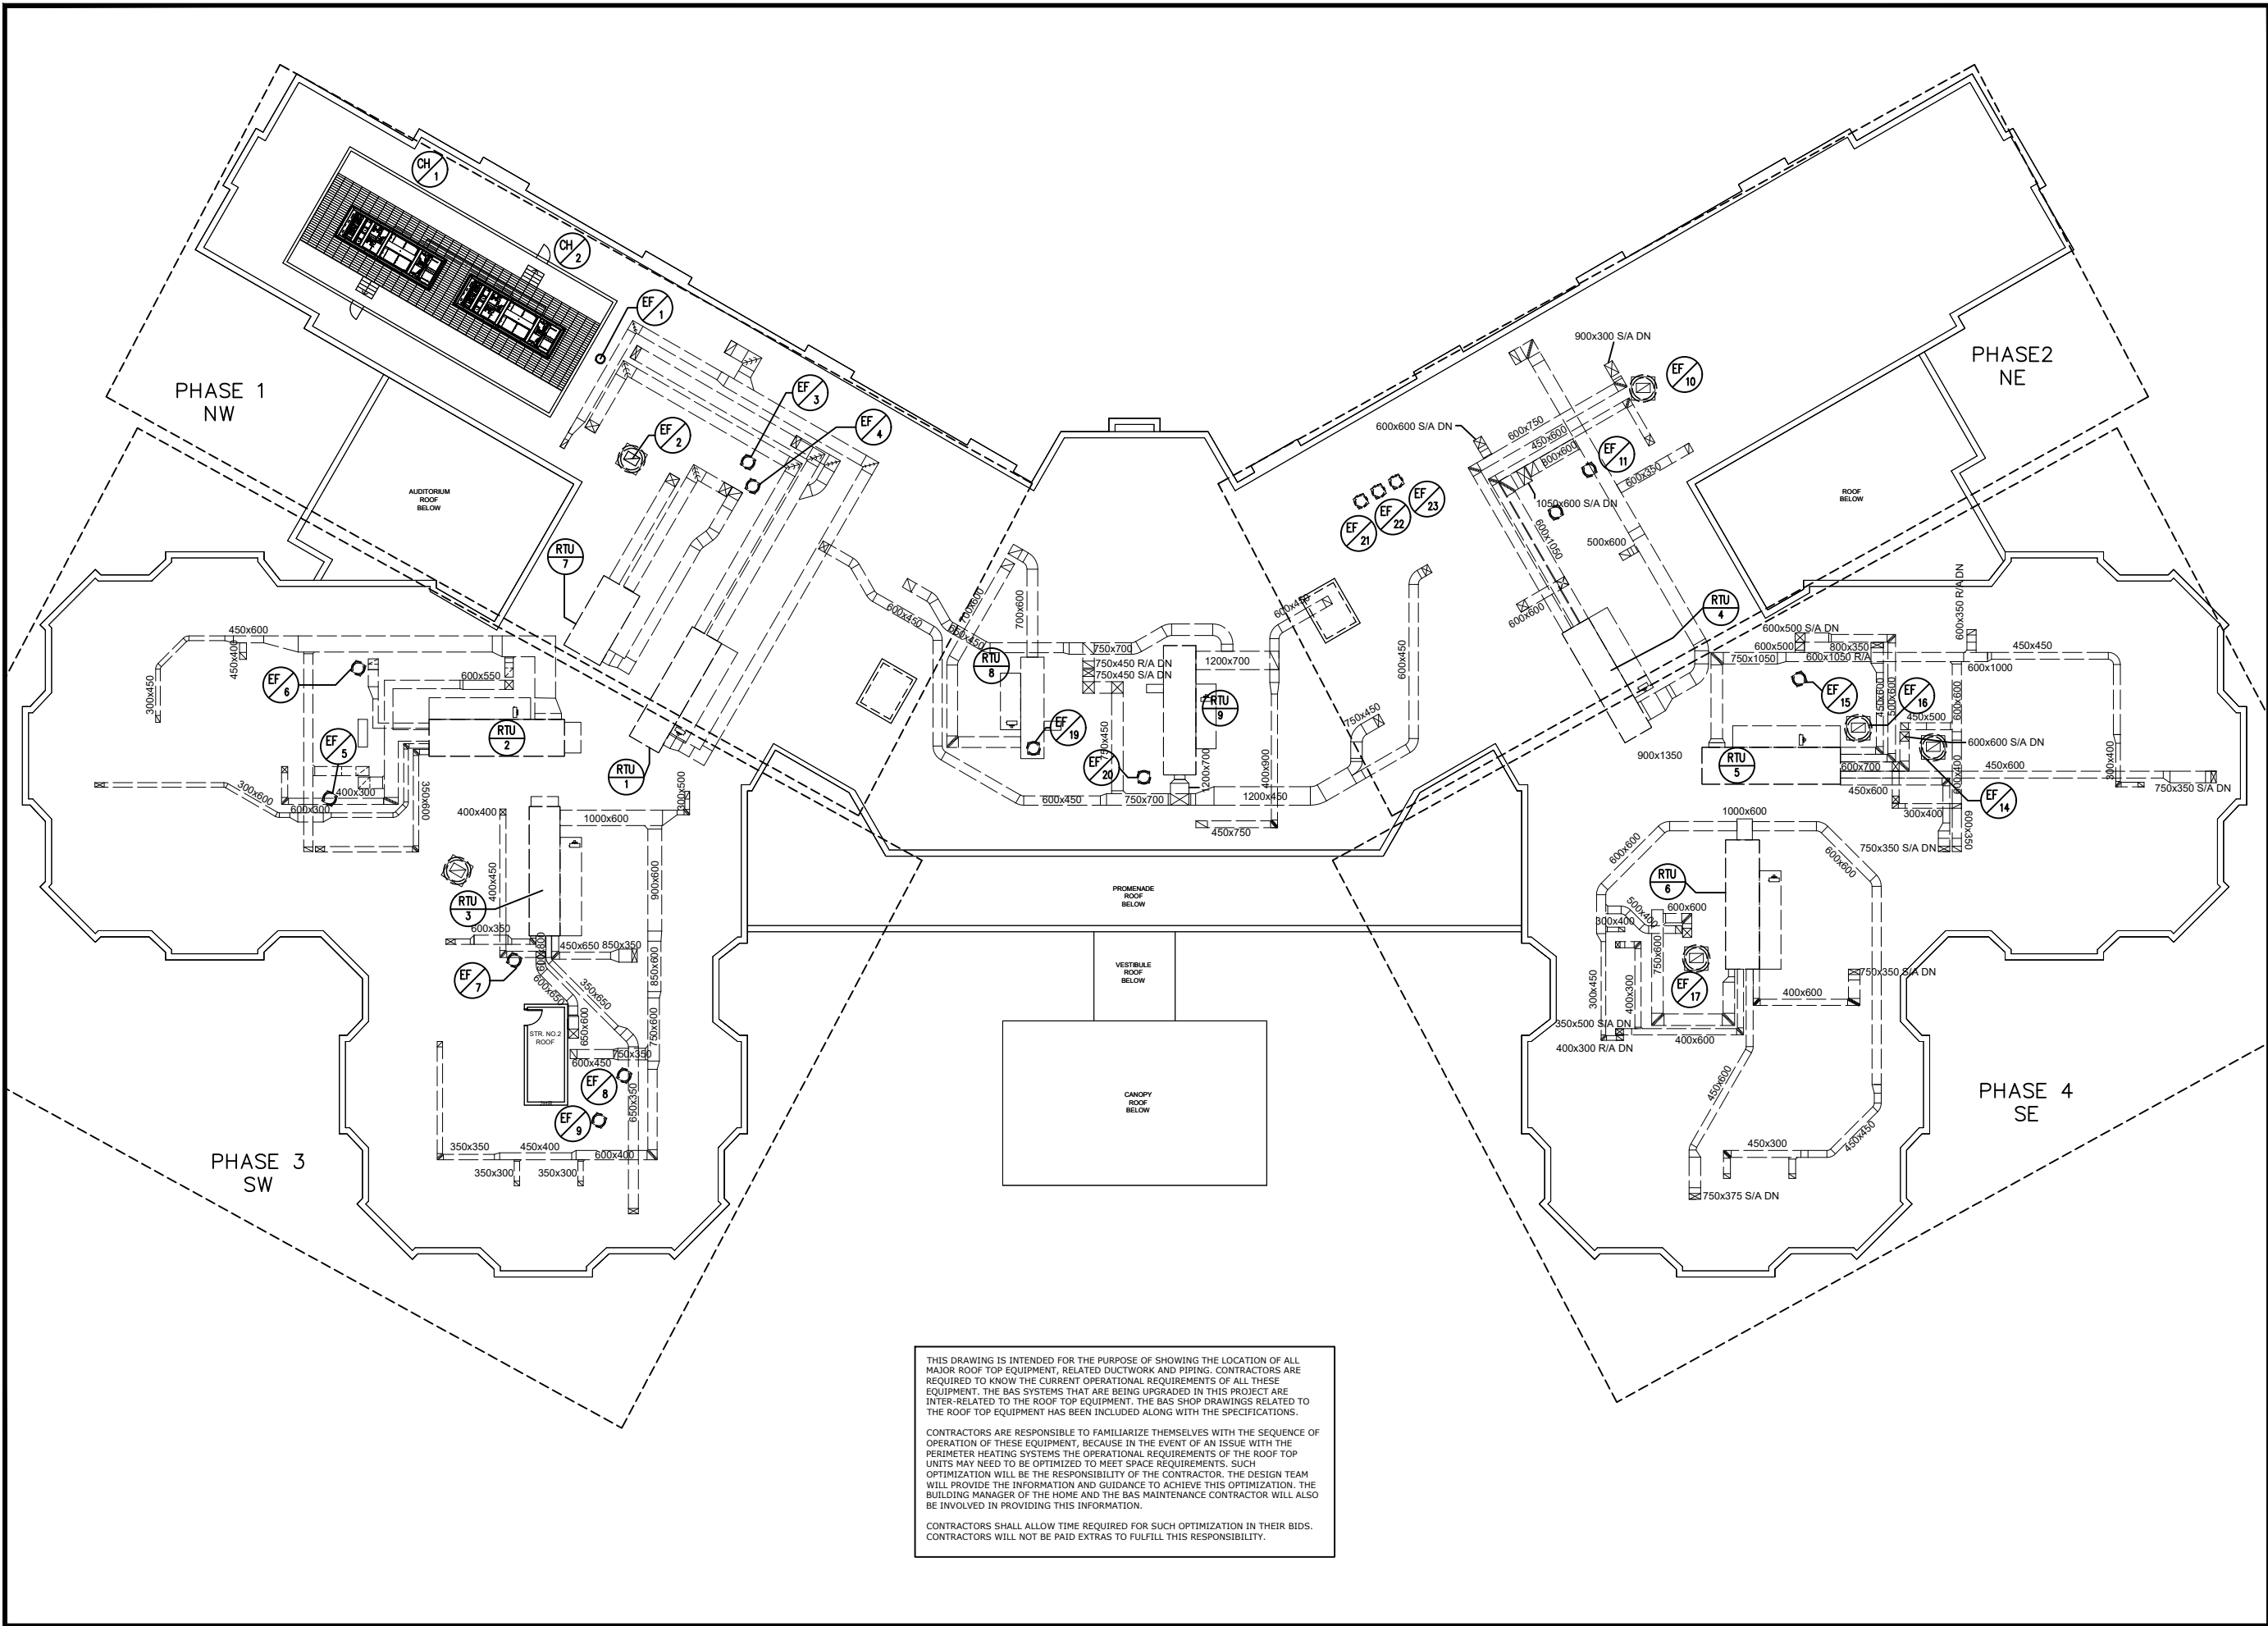 CH
1
CH
2
EF
1
900x300 S/A DN
PHASE2
NE
EF
10
PHASE 1
NW
EF
3
EF
4
EF
2
600x600 S/A DN
600x750
450x600
800x600
EF
11
600x350
AUDITORIUM
ROOF
BELOW
ROOF
BELOW
EF
23
EF
22
EF
21
1050x600 S/A DN
600x1050
500x600
RTU
7
600x450
700x600
700x600
650x450
600x450
600x600
RTU
4
600x350 R/A DN
450x600
450x400
300x450
EF
6
600x550
RTU
8
750x700
750x450 R/A DN
750x450 S/A DN
1200x700
600x450
600x500 S/A DN
600x500
800x350
750x1050
600x1050 R/A
450x450
600x1000
EF
15
450x600
500x600
EF
16
600x600
450x500
600x600 S/A DN
EF
5
RTU
2
EF
19
750x450
EF
20
RTU
9
750x450
1200x700
400x900
900x1350
RTU
5
600x700
450x600
450x600
600x400
300x400
750x350 S/A DN
EF
14
300x400
600x350
750x350 S/A DN
RTU
1
300x600
400x300
600x300
350x600
400x400
1000x600
300x500
600x450
750x700
1200x450
450x750
1000x600
600x600
600x600
400x450
900x600
RTU
3
600x350
600x800
450x650
850x350
EF
7
600x650
350x650
850x600
PROMENADE
ROOF
BELOW
RTU
6
500x400
300x400
600x600
750x600
VESTIBULE
ROOF
BELOW
EF
17
300x450
400x300
750x350 S/A DN
400x600
STR. NO.2
ROOF
650x600
750x600
750x350
600x450
350x500 S/A DN
400x300 R/A DN
400x600
EF
8
EF
9
650x350
CANOPY
ROOF
BELOW
450x600
PHASE 4
SE
PHASE 3
SW
350x350
450x400
600x400
350x300
350x300
450x300
450x450
750x375 S/A DN
THIS DRAWING IS INTENDED FOR THE PURPOSE OF SHOWING THE LOCATION OF ALL
MAJOR ROOF TOP EQUIPMENT, RELATED DUCTWORK AND PIPING. CONTRACTORS ARE
REQUIRED TO KNOW THE CURRENT OPERATIONAL REQUIREMENTS OF ALL THESE
EQUIPMENT. THE BAS SYSTEMS THAT ARE BEING UPGRADED IN THIS PROJECT ARE
INTER-RELATED TO THE ROOF TOP EQUIPMENT. THE BAS SHOP DRAWINGS RELATED TO
THE ROOF TOP EQUIPMENT HAS BEEN INCLUDED ALONG WITH THE SPECIFICATIONS.
CONTRACTORS ARE RESPONSIBLE TO FAMILIARIZE THEMSELVES WITH THE SEQUENCE OF
OPERATION OF THESE EQUIPMENT, BECAUSE IN THE EVENT OF AN ISSUE WITH THE
PERIMETER HEATING SYSTEMS THE OPERATIONAL REQUIREMENTS OF THE ROOF TOP
UNITS MAY NEED TO BE OPTIMIZED TO MEET SPACE REQUIREMENTS. SUCH
OPTIMIZATION WILL BE THE RESPONSIBILITY OF THE CONTRACTOR. THE DESIGN TEAM
WILL PROVIDE THE INFORMATION AND GUIDANCE TO ACHIEVE THIS OPTIMIZATION. THE
BUILDING MANAGER OF THE HOME AND THE BAS MAINTENANCE CONTRACTOR WILL ALSO
BE INVOLVED IN PROVIDING THIS INFORMATION.
CONTRACTORS SHALL ALLOW TIME REQUIRED FOR SUCH OPTIMIZATION IN THEIR BIDS.
CONTRACTORS WILL NOT BE PAID EXTRAS TO FULFILL THIS RESPONSIBILITY.